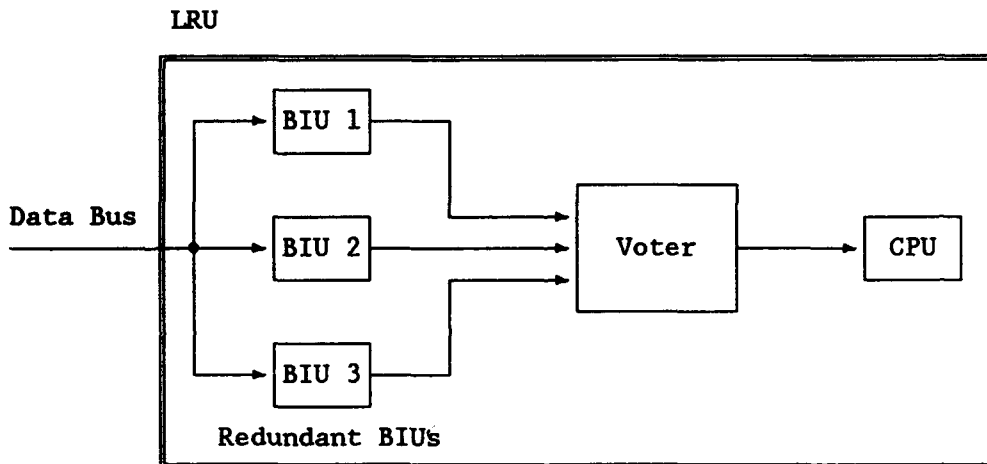 LRU
BIU 1
Data Bus
BIU 2
Voter
CPU
BIU 3
Redundant BIUs